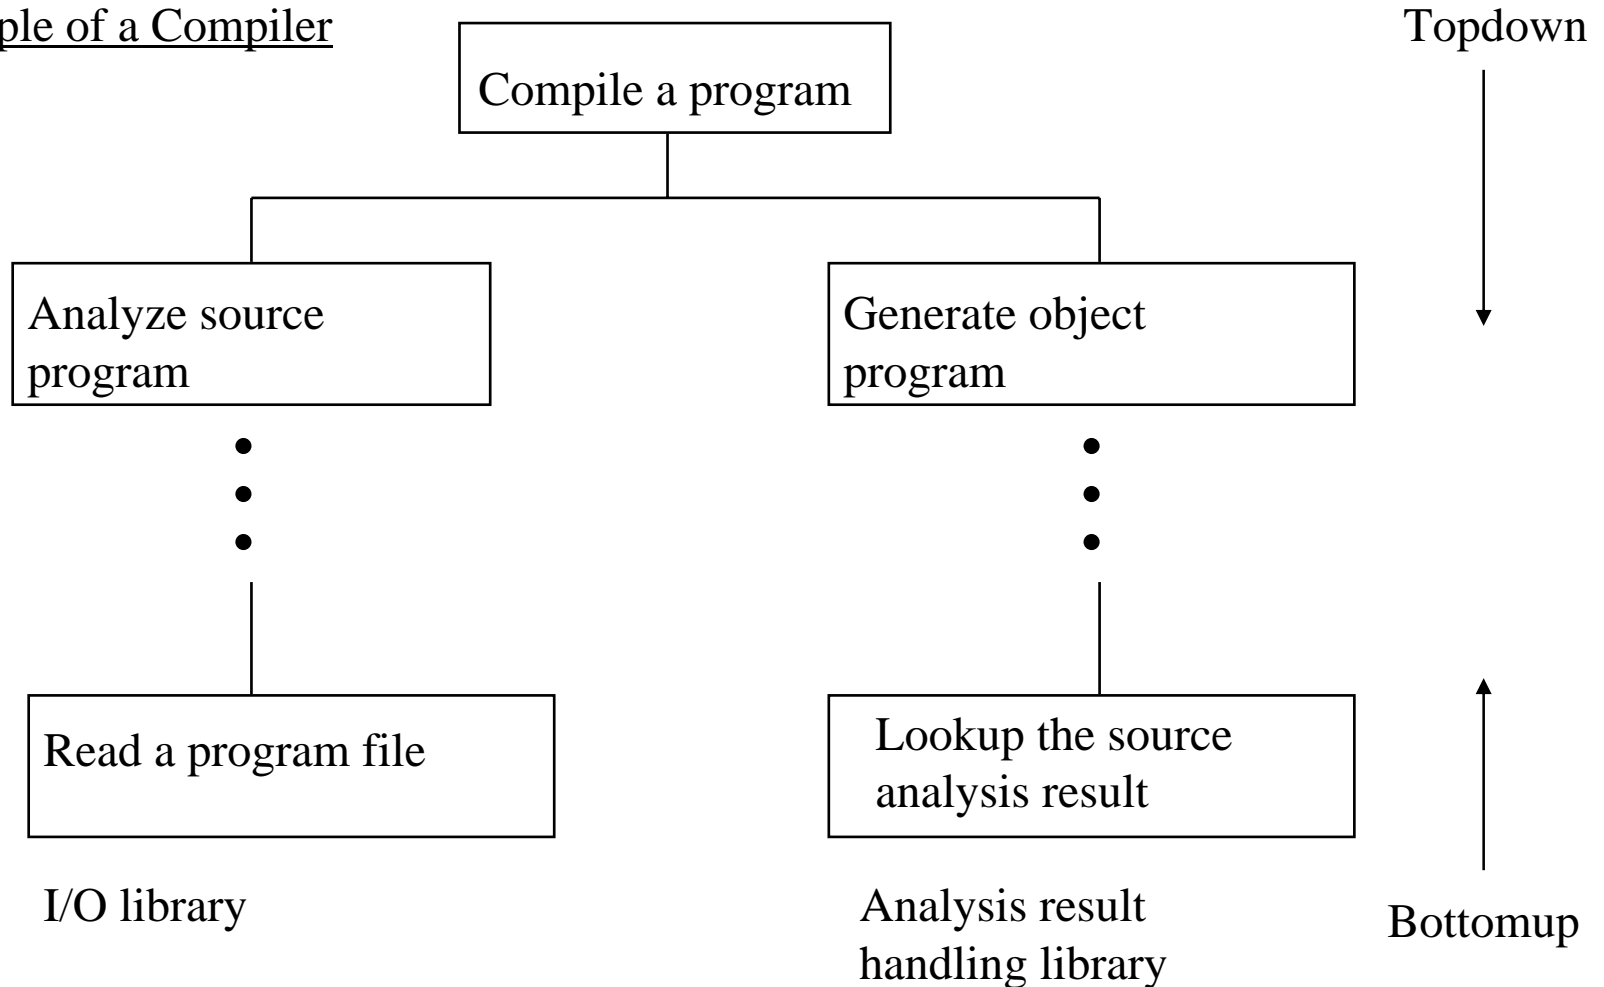 ple of a Compiler
Topdown
Compile a program
Analyze source
program
Generate object
program
Read a program file
Lookup the source
analysis result
I/O library
Analysis result
handling library
Bottomup